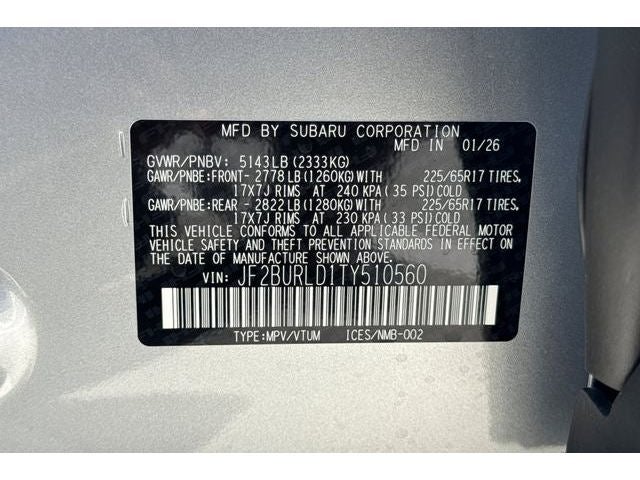 MFD BY SUBARU CORPORATION
MFD IN 01/26
GVWR/PNBV: 5143LB (2333KG)
GAWR/PNBE:FRONT- 2778 LB (1260KG)WITH 225/65R17 TIRES,
17X7J RIMS AT 240 KPA (35 PSI)COLD
GAWR/PNBE:REAR - 2822 LB (1280KG)WITH 225/65R17 TIRES,
17X7J RIMS AT 230 KPA (33 PSI)COLD
THIS VEHICLE CONFORMS TO ALL APPLICABLE FEDERAL MOTOR
VEHICLE SAFETY AND THEFT PREVENTION STANDARDS IN EFFECT ON
THE DATE OF MANUFACTURE SHOWN ABOVE.
VIN: JF2BURLD1TY510560
TYPE:MPV/VTUM ICES/NMB-002